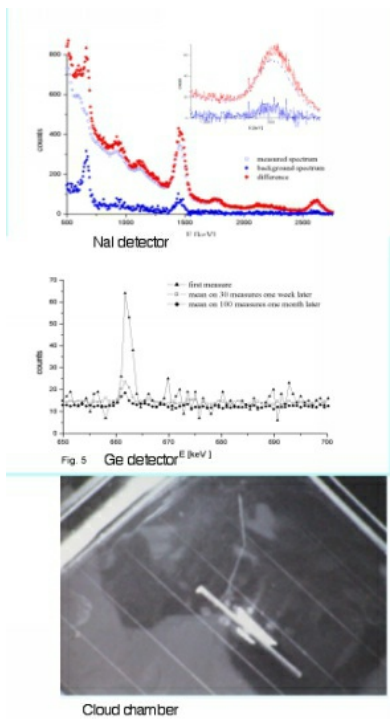 800
600
400
200
0
counts
measured spectrum
background spectrum
difference
500
1000
1500
2000
2500
E [keV]
NaI detector
70
60
50
40
30
20
10
0
counts
first measure
mean on 30 measures one week later
mean on 100 measures one month later
650
660
670
680
690
700
E [keV]
Fig. 5
Ge detector
Cloud chamber